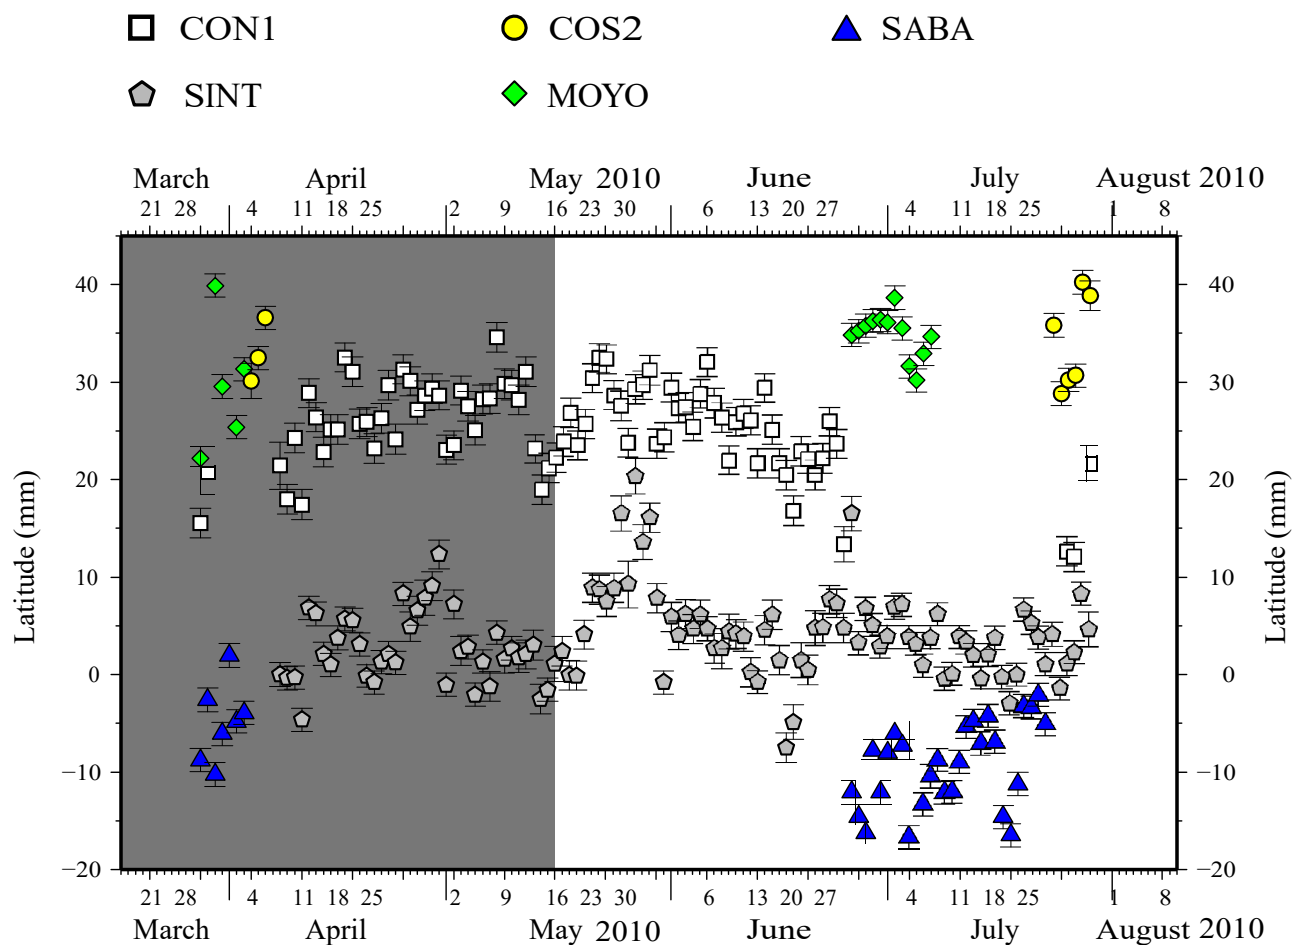 CON1 COS2 SABA
SINT MOYO
March April May 2010 June July August 2010
21 28 4 11 18 25 2 9 16 23 30 6 13 20 27 4 11 18 25 1 8
40 40
30 30
20 20
10 10
0 0
−10 −10
−20 −20
Latitude (mm)
Latitude (mm)
21 28 4 11 18 25 2 9 16 23 30 6 13 20 27 4 11 18 25 1 8
March April May 2010 June July August 2010